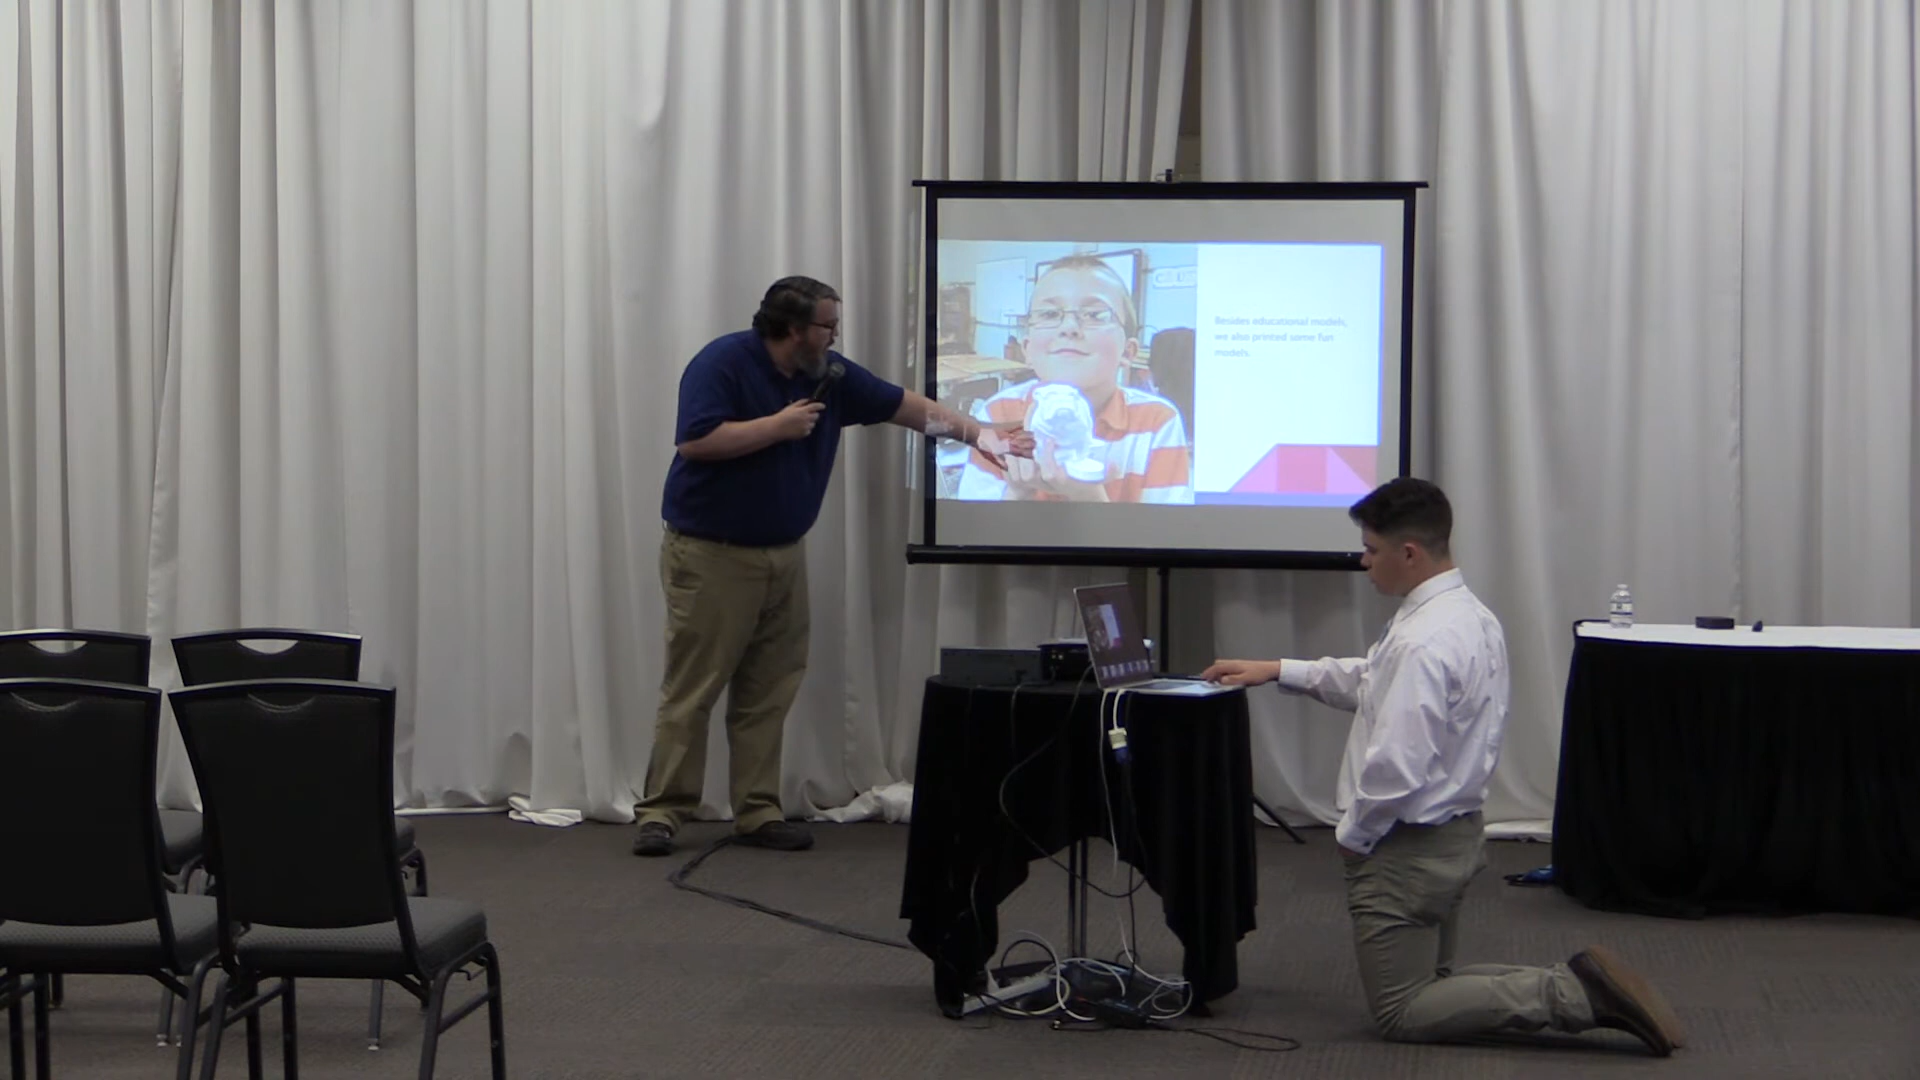 Besides educational models,
we also printed some fun
models.